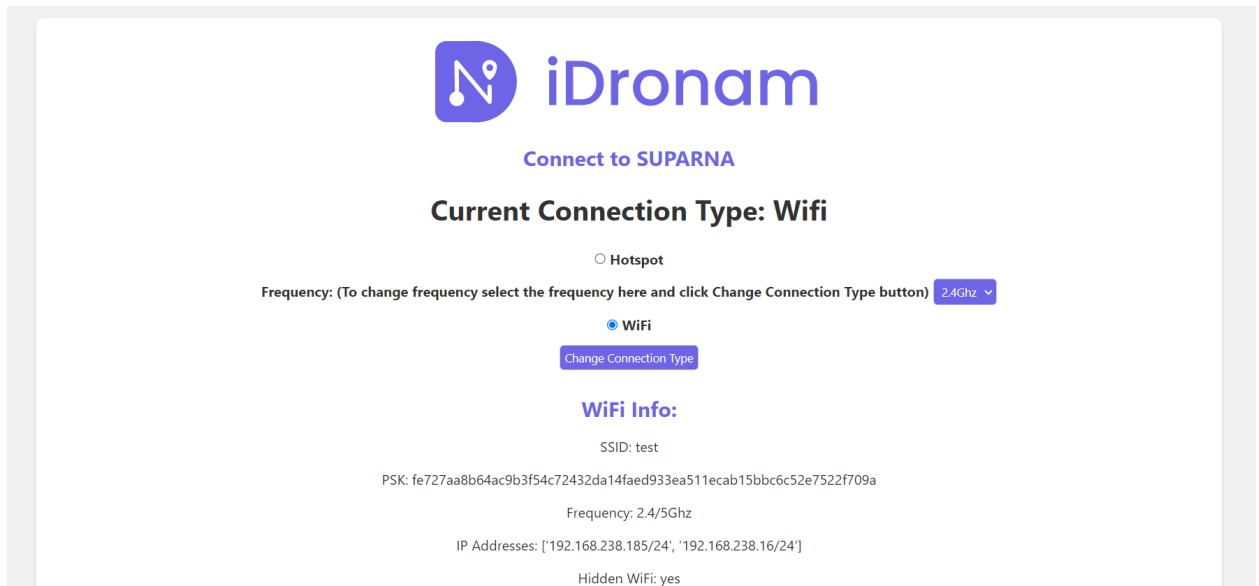 iDronam
Connect to SUPARNA
Current Connection Type: Wifi
Hotspot
Frequency: (To change frequency select the frequency here and click Change Connection Type button) 2.4Ghz
WiFi
Change Connection Type
WiFi Info:
SSID: test
PSK: fe727aa8b64ac9b3f54c72432da14faed933ea511ecab15bbc6c52e7522f709a
Frequency: 2.4/5Ghz
IP Addresses: ['192.168.238.185/24', '192.168.238.16/24']
Hidden WiFi: yes